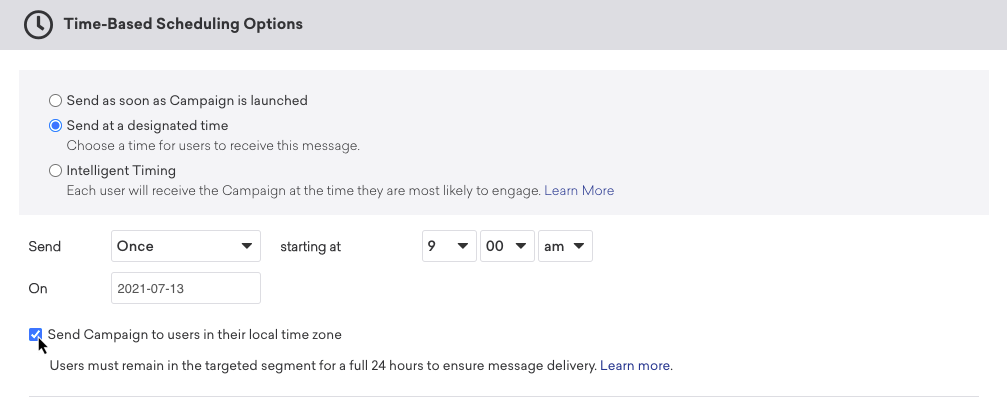 Time-Based Scheduling Options
Send as soon as Campaign is launched
Send at a designated time
Choose a time for users to receive this message.
Intelligent Timing
Each user will receive the Campaign at the time they are most likely to engage. Learn More
Send Once starting at 9 00 am
On 2021-07-13
Send Campaign to users in their local time zone
Users must remain in the targeted segment for a full 24 hours to ensure message delivery. Learn more.